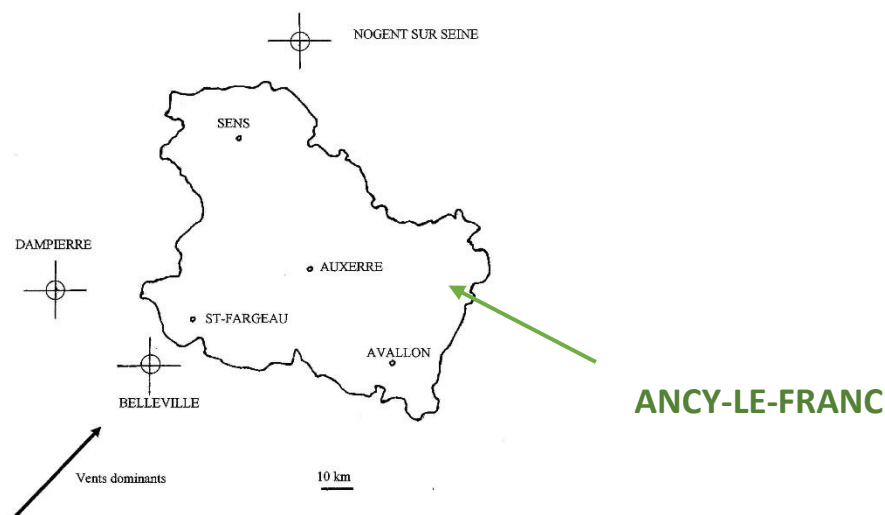 NOGENT SUR SEINE
SENS
DAMPIERRE
AUXERRE
ST-FARGEAU
AVALLON
BELLEVILLE
ANCY-LE-FRANC
Vents dominants
10 km